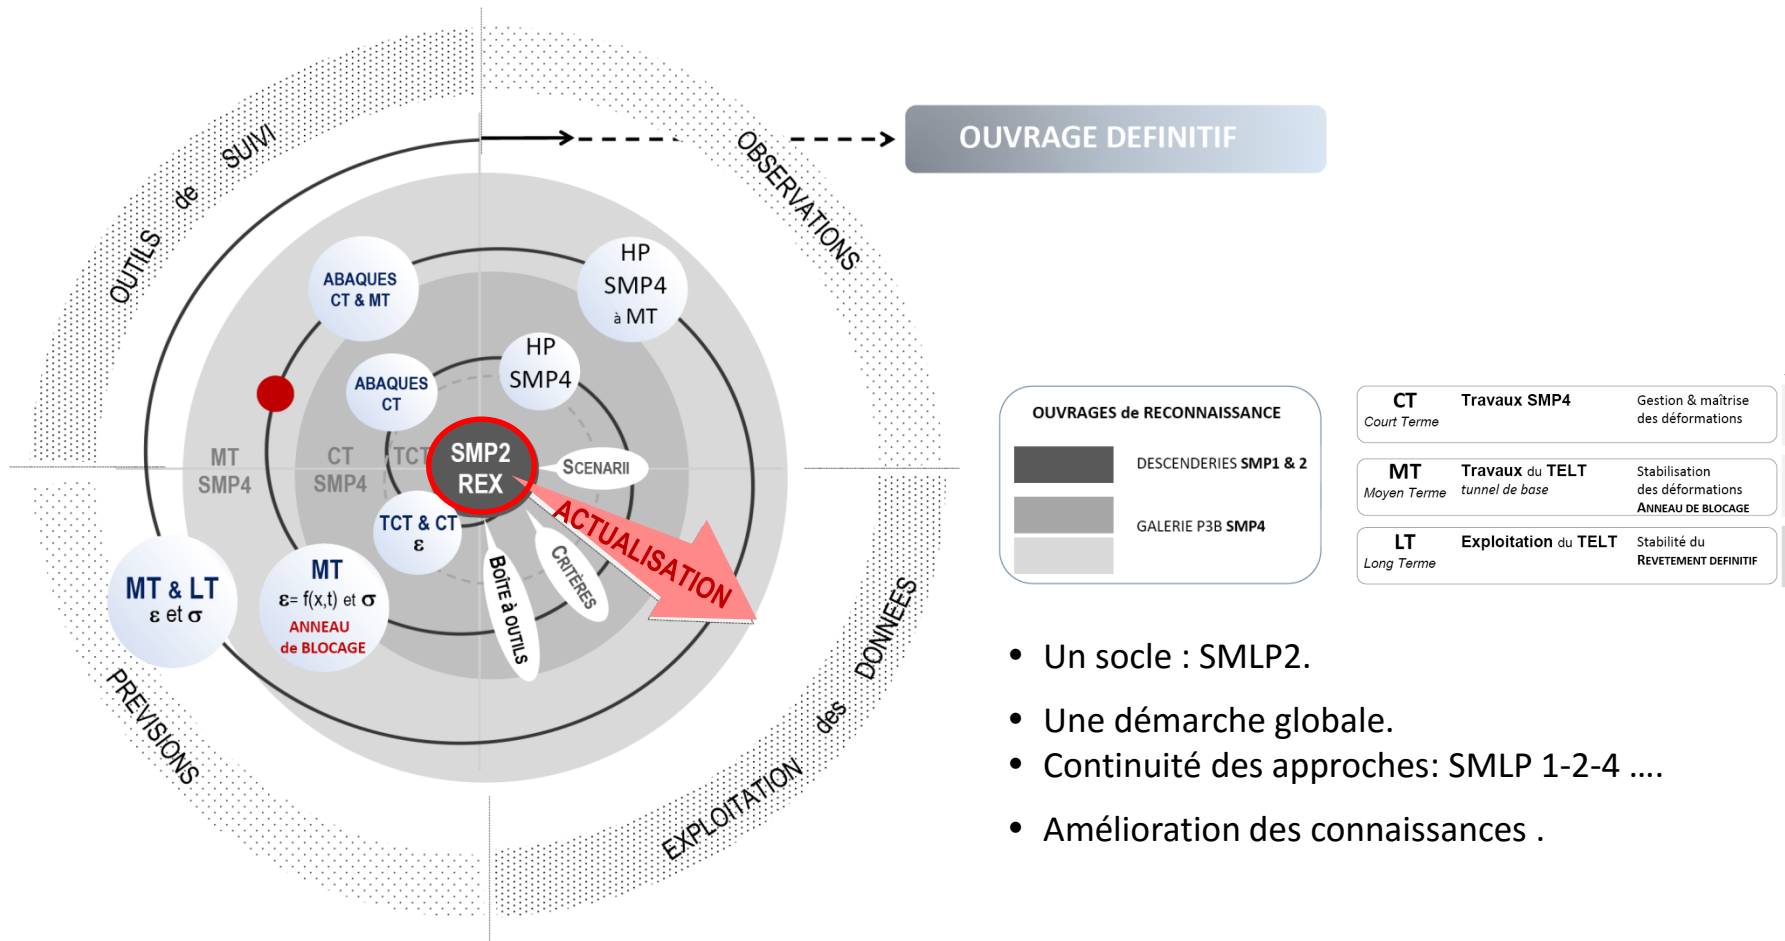 OUTILS de SUIVI
OBSERVATIONS
OUVRAGE DEFINITIF
ABAQUES
CT & MT
HP
SMP4
à MT
HP
SMP4
ABAQUES
CT
MT
SMP4
CT
SMP4
TCT
SMP2
REX
SCENARII
TCT & CT
ε
BOÎTE à OUTILS
CRITÈRES
ACTUALISATION
MT & LT
ε et σ
MT
ε= f(x,t) et σ
ANNEAU
de BLOCAGE
PREVISIONS
EXPLOITATION des DONNEES
OUVRAGES de RECONNAISSANCE
DESCENDERIES SMP1 & 2
GALERIE P3B SMP4
CT
Court Terme
Travaux SMP4
Gestion & maîtrise
des déformations
MT
Moyen Terme
Travaux du TELT
tunnel de base
Stabilisation
des déformations
ANNEAU DE BLOCAGE
LT
Long Terme
Exploitation du TELT
Stabilité du
REVETEMENT DEFINITIF
• Un socle : SMLP2.
• Une démarche globale.
• Continuité des approches: SMLP 1-2-4 ....
• Amélioration des connaissances .